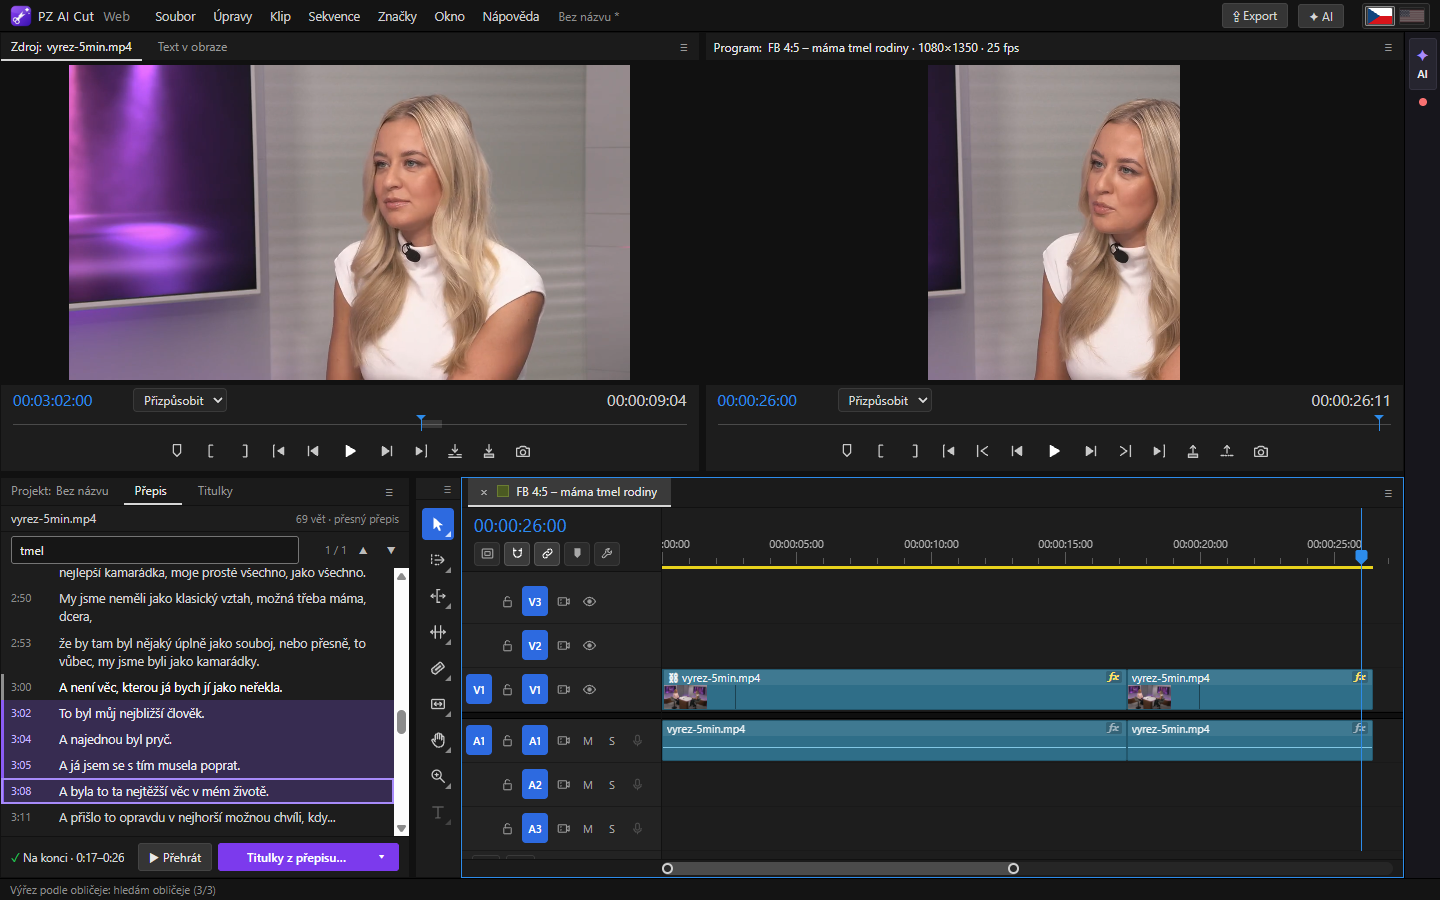 PZ AI Cut Web Soubor Úpravy Klip Sekvence Značky Okno Nápověda Bez názvu * Export AI
Zdroj: vyrez-5min.mp4 Text v obraze
Program: FB 4:5 – máma tmel rodiny · 1080×1350 · 25 fps
AI
00:03:02:00 Přizpůsobit 00:00:09:04
00:00:26:00 Přizpůsobit 00:00:26:11
Projekt: Bez názvu Přepis Titulky
vyrez-5min.mp4 69 vět · přesný přepis
tmel 1 / 1
nejlepší kamarádka, moje prostě všechno, jako všechno.
2:50 My jsme neměli jako klasický vztah, možná třeba máma,
dcera,
2:53 že by tam byl nějaký úplně jako souboj, nebo přesně, to
vůbec, my jsme byli jako kamarádky.
3:00 A není věc, kterou já bych jí jako neřekla.
3:02 To byl můj nejbližší dlověk.
3:04 A najednou byl pryč.
3:05 A já jsem se s tím musela poprat.
3:08 A byla to ta nejtěžší věc v mém životě.
3:11 A přišlo to opravdu v nejhorší možnou chvíli, kdy...
✓ Na konci · 0:17–0:26 Přehrát Titulky z přepisu...
× FB 4:5 – máma tmel rodiny
00:00:26:00
:00:00 00:00:05:00 00:00:10:00 00:00:15:00 00:00:20:00 00:00:25:00
V3
V2
V1 V1 vyrez-5min.mp4 fx vyrez-5min.mp4 fx
A1 A1 M S vyrez-5min.mp4 fx vyrez-5min.mp4 fx
A2 M S
A3 M S
Výřez podle obličeje: hledám obličeje (3/3)